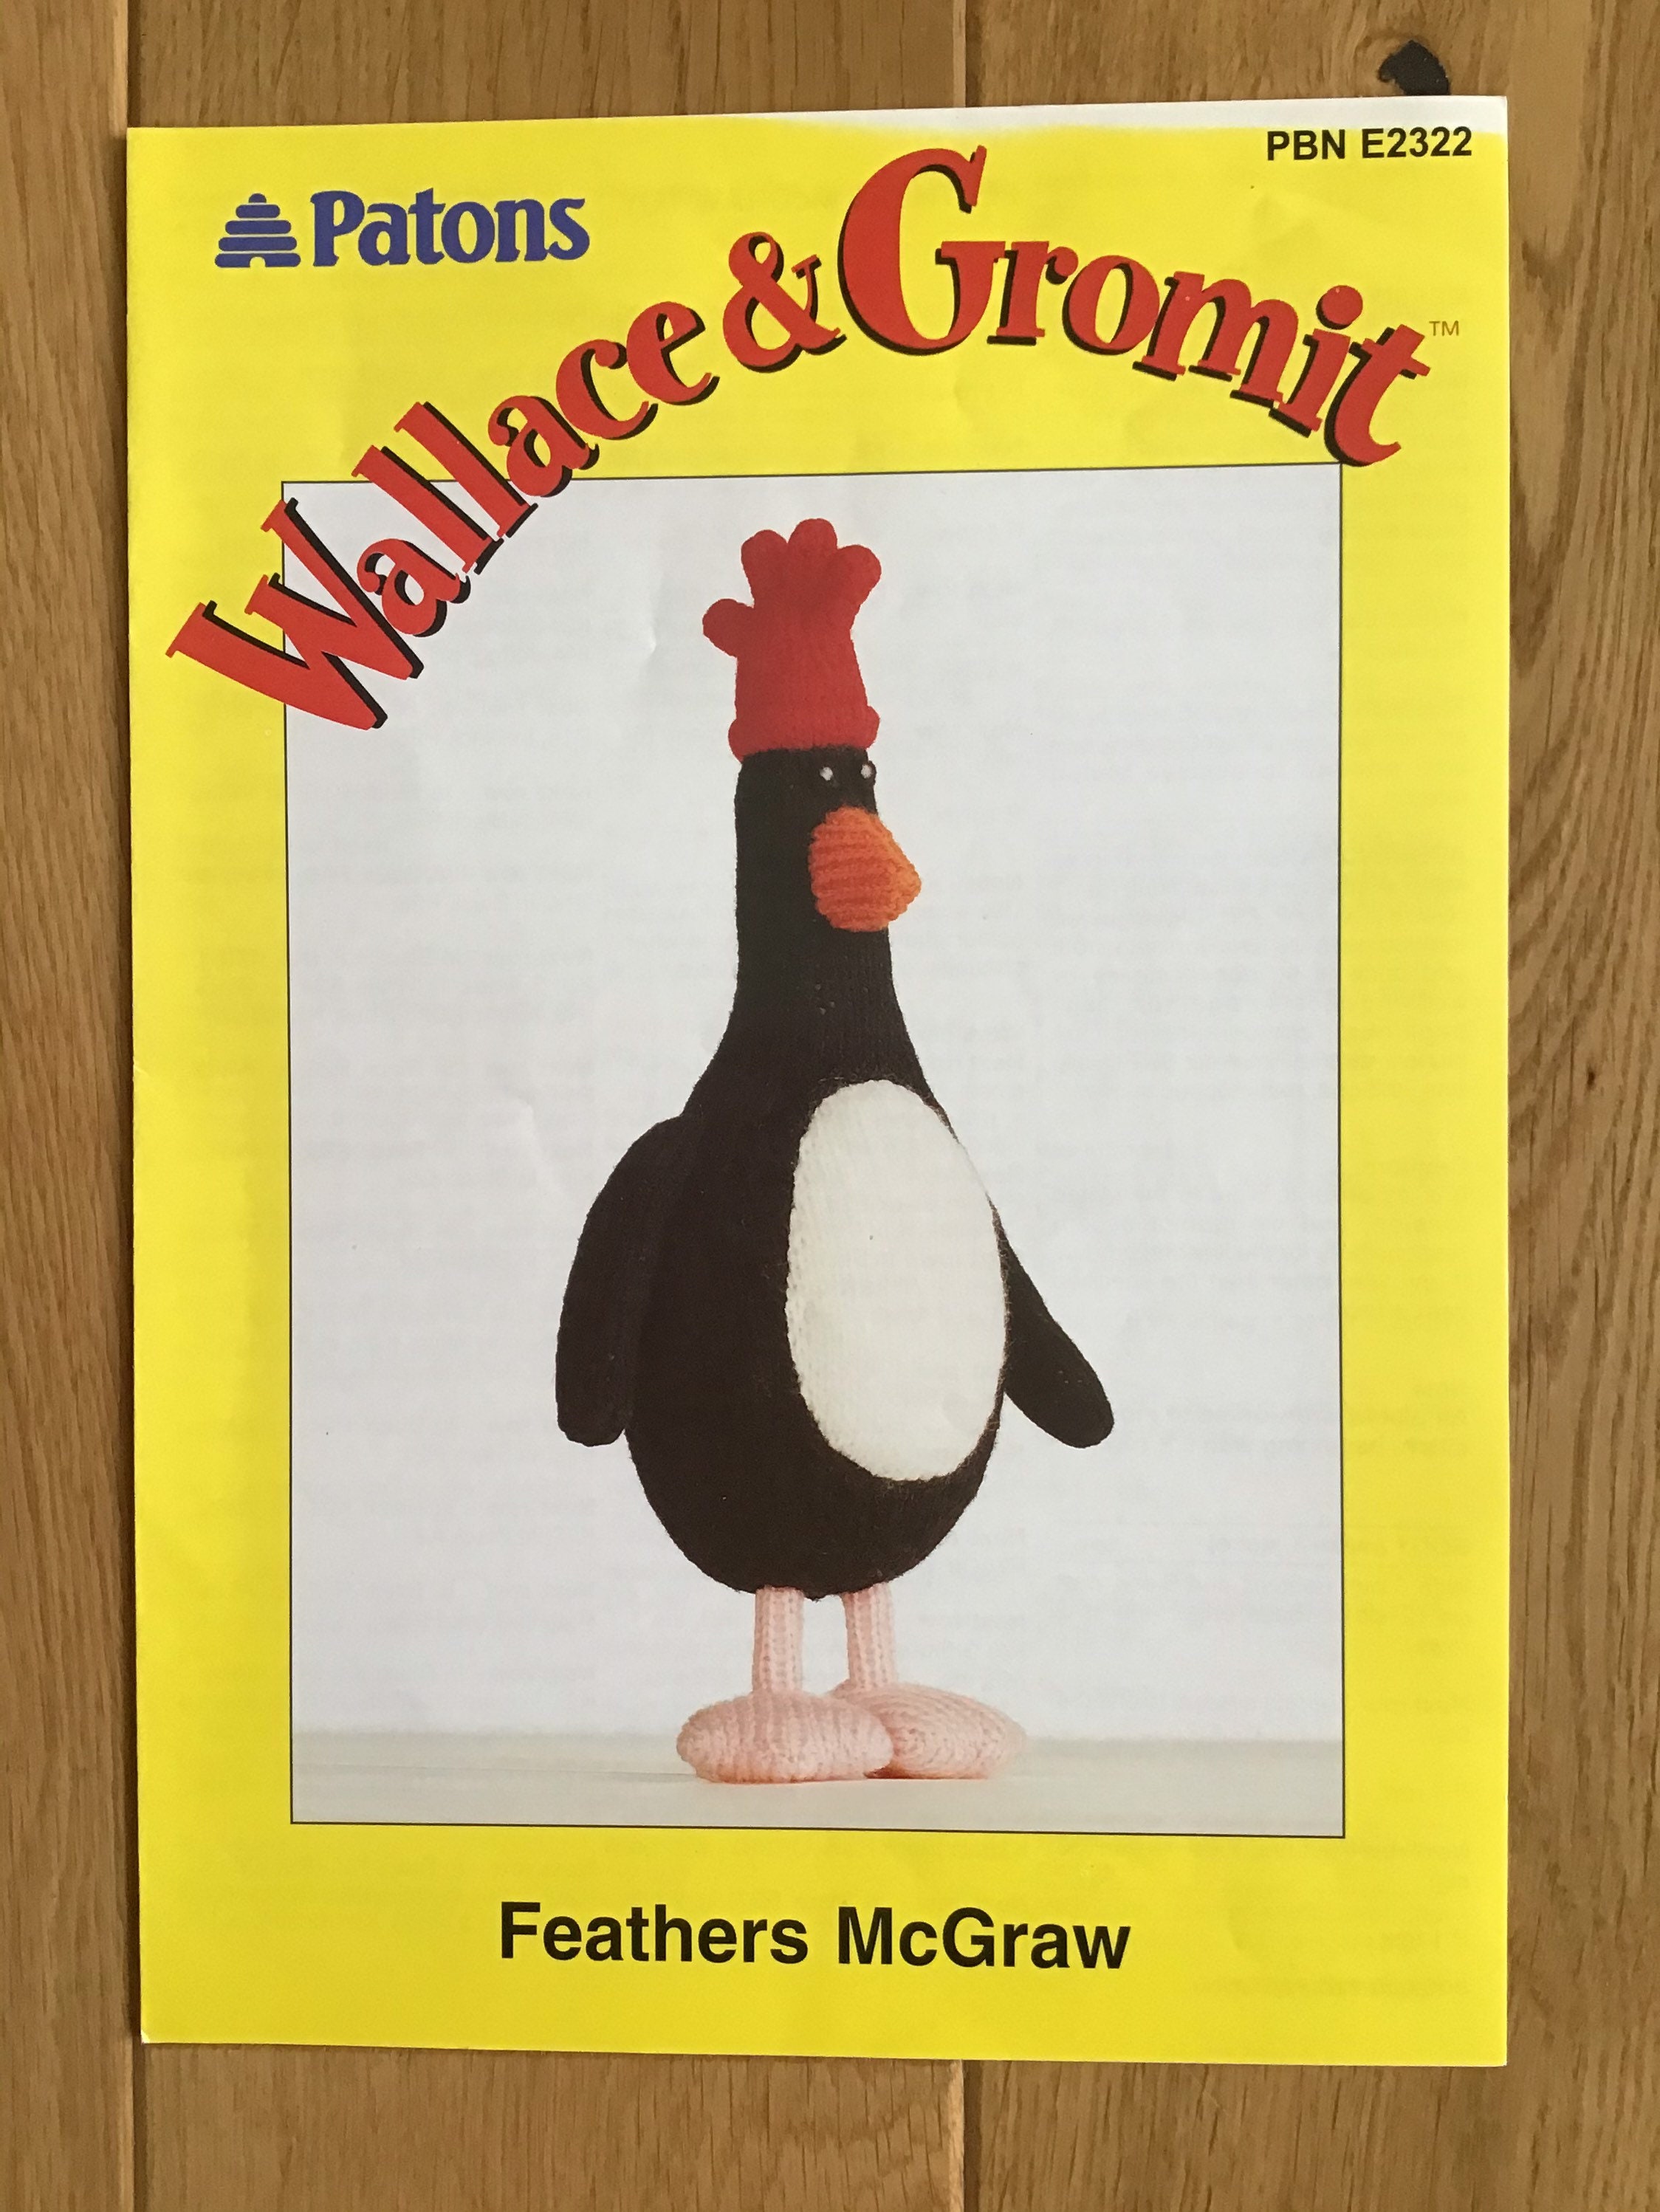 PBN E2322
Patons
Wallace & Gromit™
Feathers McGraw